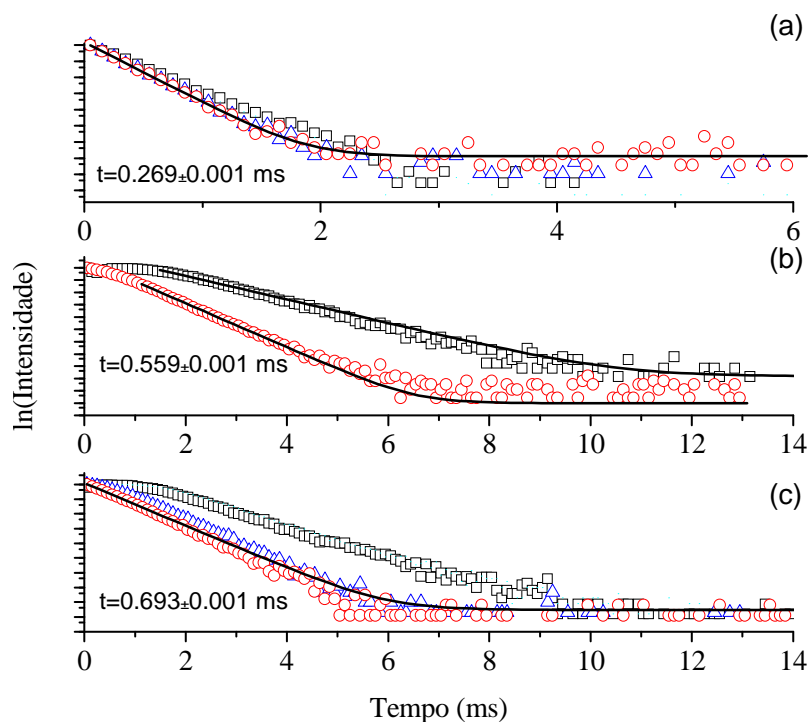 (a)
t=0.269±0.001 ms
0 2 4 6
(b)
t=0.559±0.001 ms
0 2 4 6 8 10 12 14
(c)
t=0.693±0.001 ms
0 2 4 6 8 10 12 14
ln(Intensidade)
Tempo (ms)